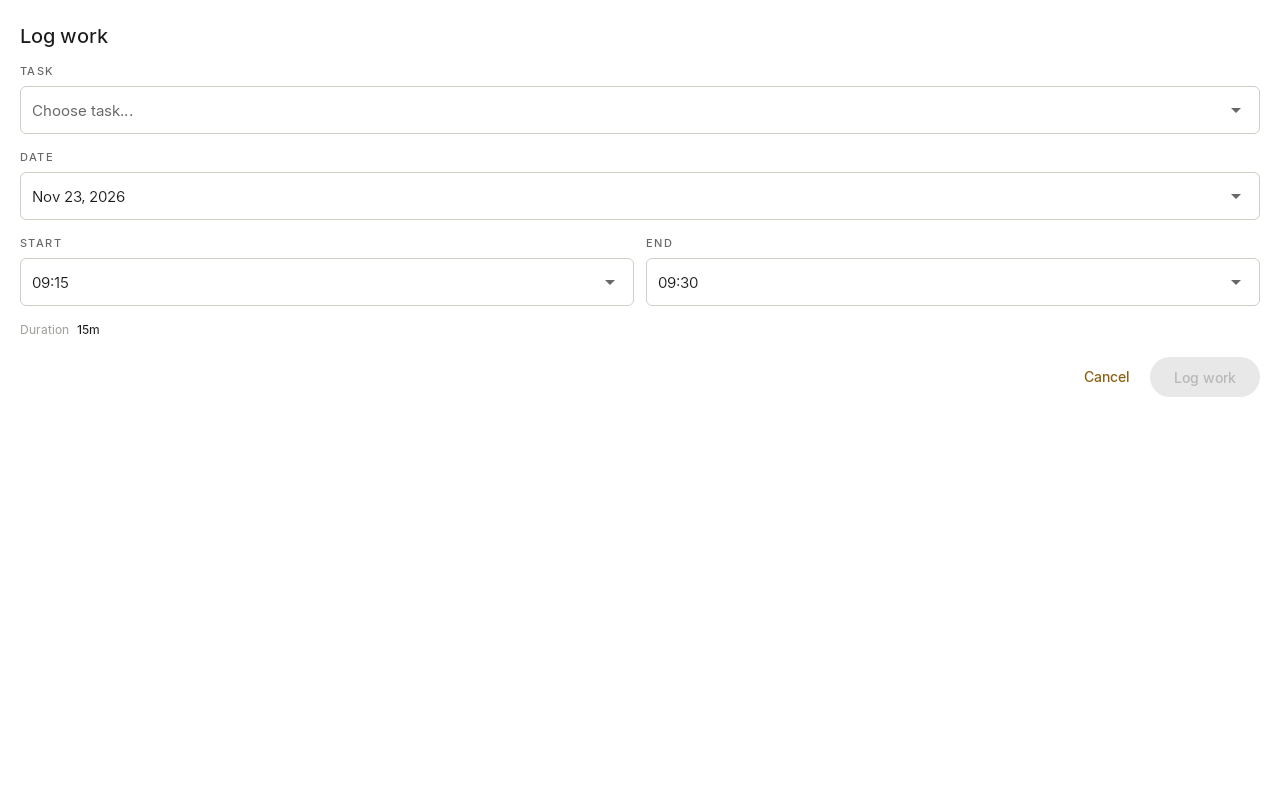 Log work
TASK
Choose task...
DATE
Nov 23, 2026
START
END
09:15
09:30
Duration 15m
Cancel
Log work